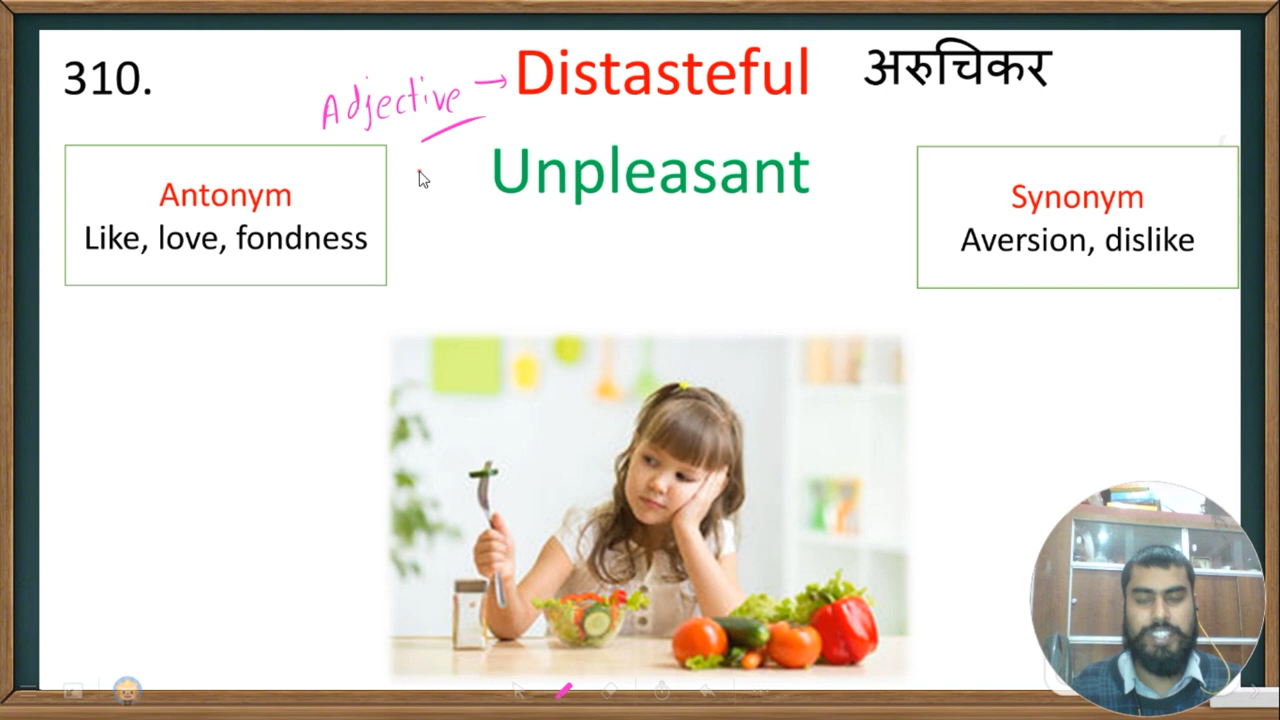 310.
Adjective → Distasteful अरुचिकर
Unpleasant
Antonym
Like, love, fondness
Synonym
Aversion, dislike